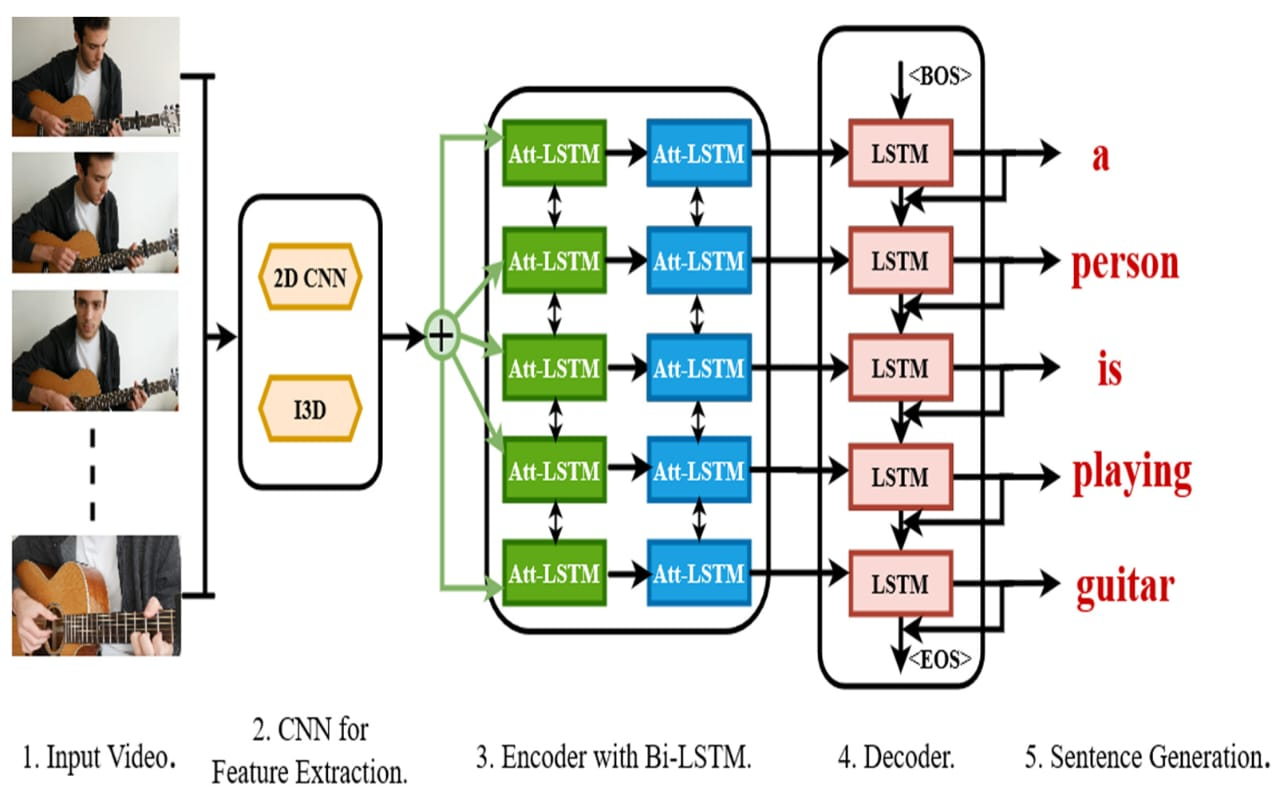 <BOS>
Att-LSTM Att-LSTM LSTM a
2D CNN
Att-LSTM Att-LSTM LSTM person
+
Att-LSTM Att-LSTM LSTM is
I3D
Att-LSTM Att-LSTM LSTM playing
Att-LSTM Att-LSTM LSTM guitar
<EOS>
1. Input Video.
2. CNN for
Feature Extraction.
3. Encoder with Bi-LSTM.
4. Decoder.
5. Sentence Generation.